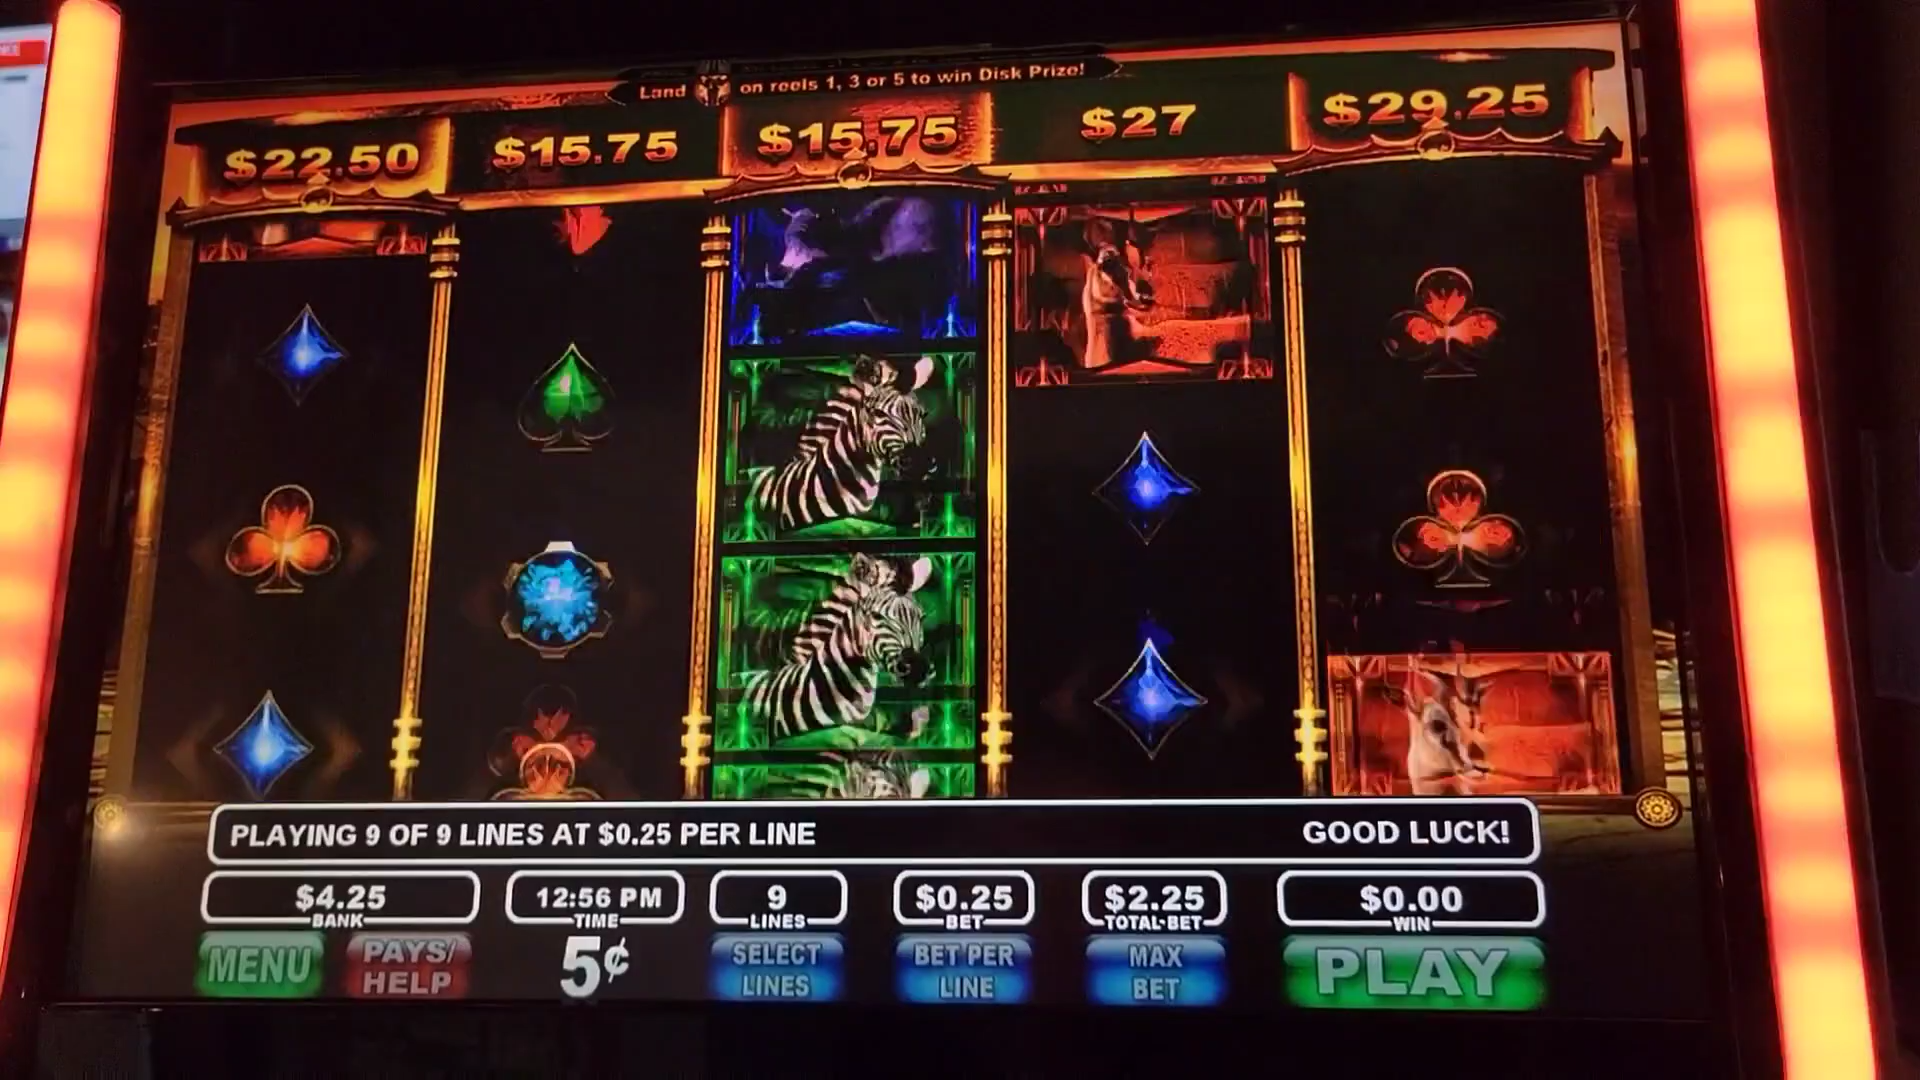 Land on reels 1, 3 or 5 to win Disk Prize!
$22.50 $15.75 $15.75 $27 $29.25
PLAYING 9 OF 9 LINES AT $0.25 PER LINE GOOD LUCK!
$4.25 12:56 PM 9 $0.25 $2.25 $0.00
BANK TIME LINES BET TOTAL-BET WIN
MENU PAYS/ HELP 5¢ SELECT LINES BET PER LINE MAX BET PLAY